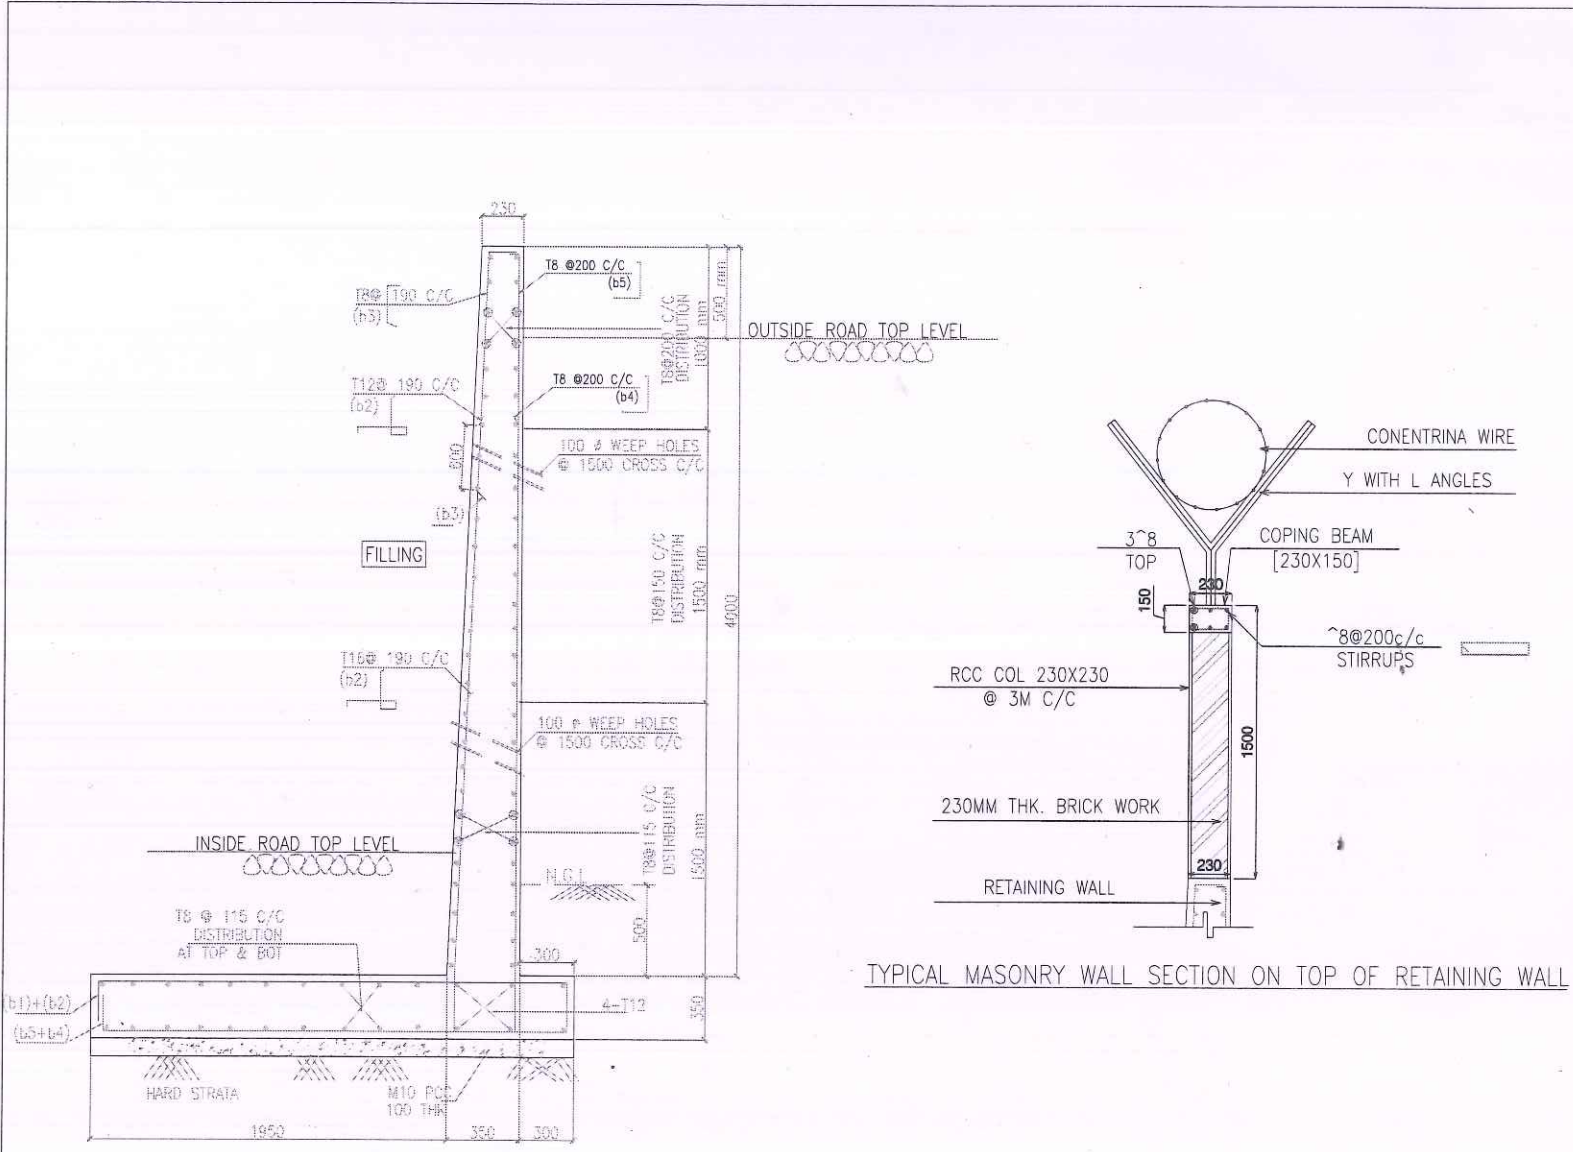 230
T8 @200 C/C
(b5)
T8@ 190 C/C
(b3)
T8@200 C/C
DISTRIBUTION
1000 mm
500 mm
OUTSIDE ROAD TOP LEVEL
T12@ 190 C/C
(b2)
T8 @200 C/C
(b4)
600
100 ø WEEP HOLES
@ 1500 CROSS C/C
(b3)
FILLING
T8@150 C/C
DISTRIBUTION
1500 mm
4000
T16@ 190 C/C
(b2)
100 ø WEEP HOLES
@ 1500 CROSS C/C
T8@115 C/C
DISTRIBUTION
1500 mm
INSIDE ROAD TOP LEVEL
N.G.L
500
T8 @ 115 C/C
DISTRIBUTION
AT TOP & BOT
300
(b1)+(b2)
(b5+b4)
4-T12
350
HARD STRATA
M10 PCC
100 THK
1950
350
300
CONENTRINA WIRE
Y WITH L ANGLES
3^8
TOP
COPING BEAM
[230X150]
230
150
^8@200c/c
STIRRUPS
RCC COL 230X230
@ 3M C/C
1500
230MM THK. BRICK WORK
230
RETAINING WALL
TYPICAL MASONRY WALL SECTION ON TOP OF RETAINING WALL